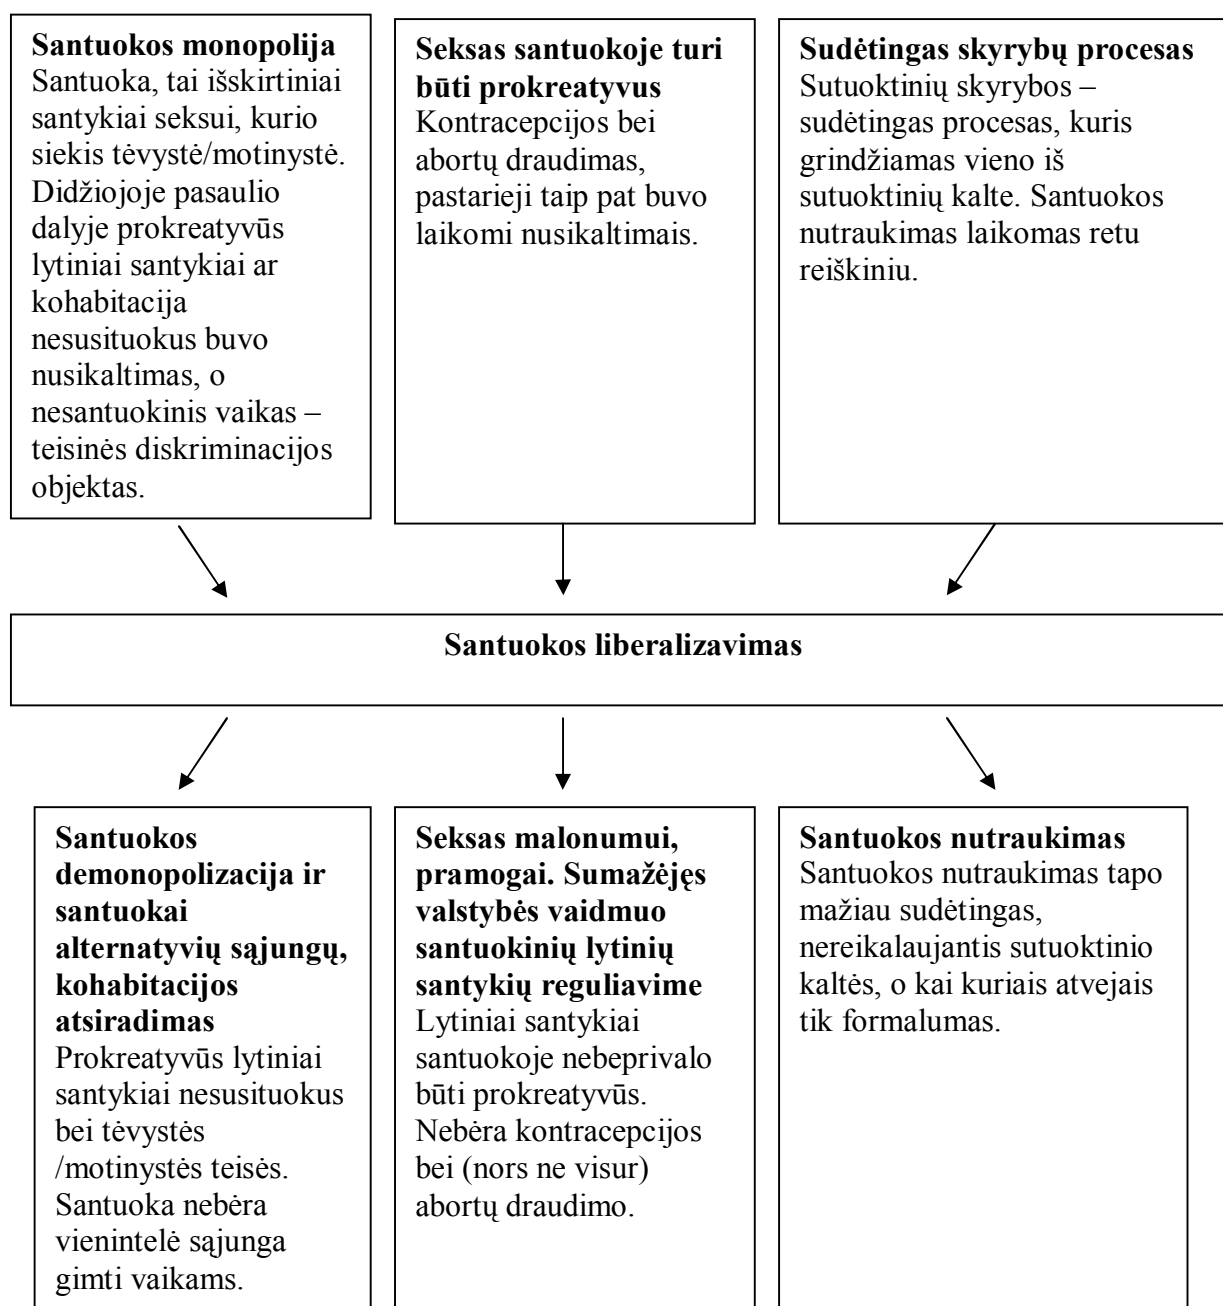 Santuokos monopolija
Santuoka, tai išskirtiniai
santykiai seksui, kurio
siekis tėvystė/motinystė.
Didžiojoje pasaulio
dalyje prokreatyvūs
lytiniai santykiai ar
kohabitacija
nesusituokus buvo
nusikaltimas, o
nesantuokinis vaikas –
teisinės diskriminacijos
objektas.
Seksas santuokoje turi
būti prokreatyvus
Kontracepcijos bei
abortų draudimas,
pastarieji taip pat buvo
laikomi nusikaltimais.
Sudėtingas skyrybų procesas
Sutuoktinių skyrybos –
sudėtingas procesas, kuris
grindžiamas vieno iš
sutuoktinių kalte. Santuokos
nutraukimas laikomas retu
reiškiniu.
Santuokos liberalizavimas
Santuokos
demonopolizacija ir
santuokai
alternatyvių sąjungų,
kohabitacijos
atsiradimas
Prokreatyvūs lytiniai
santykiai nesusituokus
bei tėvystės
/motinystės teisės.
Santuoka nebėra
vienintelė sąjunga
gimti vaikams.
Seksas malonumui,
pramogai. Sumažėjęs
valstybės vaidmuo
santuokinių lytinių
santykių reguliavime
Lytiniai santykiai
santuokoje nebeprivalo
būti prokreatyvūs.
Nebėra kontracepcijos
bei (nors ne visur)
abortų draudimo.
Santuokos nutraukimas
Santuokos nutraukimas tapo
mažiau sudėtingas,
nereikalaujantis sutuoktinio
kaltės, o kai kuriais atvejais
tik formalumas.